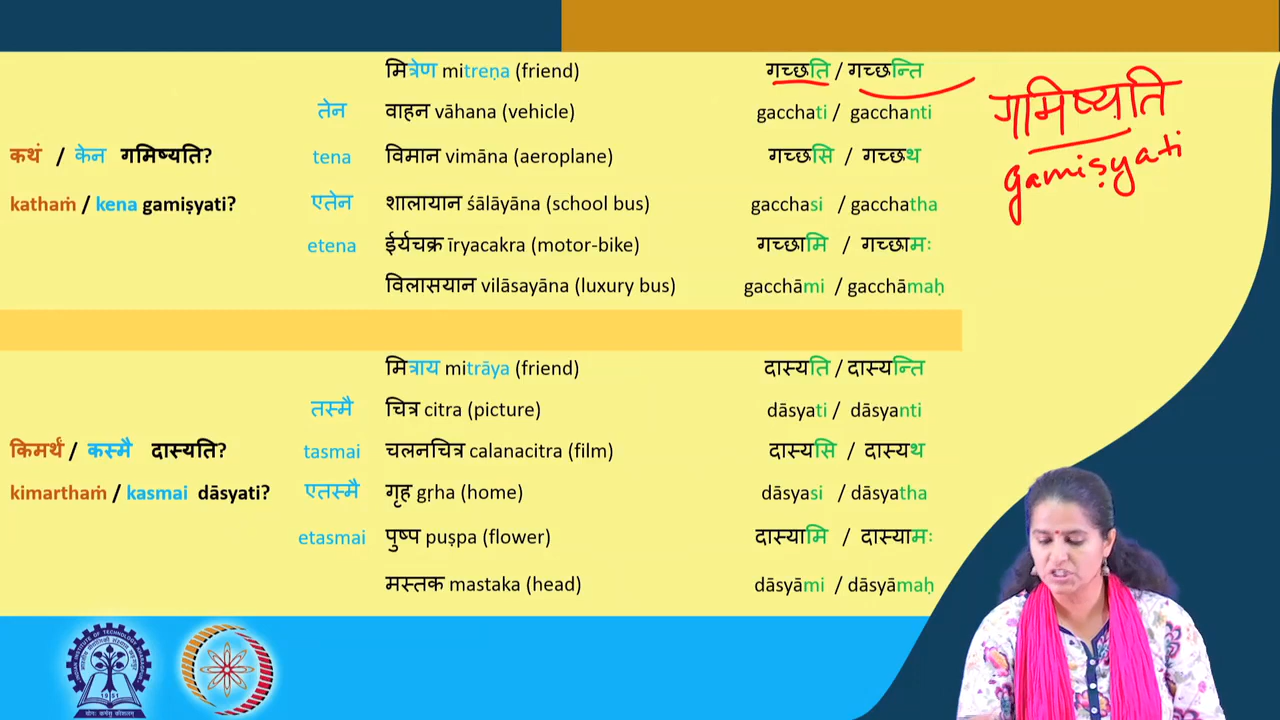 मित्रेण mitreṇa (friend) गच्छति / गच्छन्ति गमिष्यति
तेन वाहन vāhana (vehicle) gacchati / gacchanti
कथं / केन गमिष्यति? tena विमान vimāna (aeroplane) गच्छसि / गच्छथ gamiṣyati
kathaṁ / kena gamiṣyati? एतेन शालायान śālāyāna (school bus) gacchasi / gacchatha
etena ईर्यचक्र īryacakra (motor-bike) गच्छामि / गच्छामः
विलासयान vilāsayāna (luxury bus) gacchāmi / gacchāmaḥ
मित्राय mitrāya (friend) दास्यति / दास्यन्ति
तस्मै चित्र citra (picture) dāsyati / dāsyanti
किमर्थं / कस्मै दास्यति? tasmai चलनचित्र calanacitra (film) दास्यसि / दास्यथ
kimarthaṁ / kasmai dāsyati? एतस्मै गृह gṛha (home) dāsyasi / dāsyatha
etasmai पुष्प puṣpa (flower) दास्यामि / दास्यामः
मस्तक mastaka (head) dāsyāmi / dāsyāmaḥ